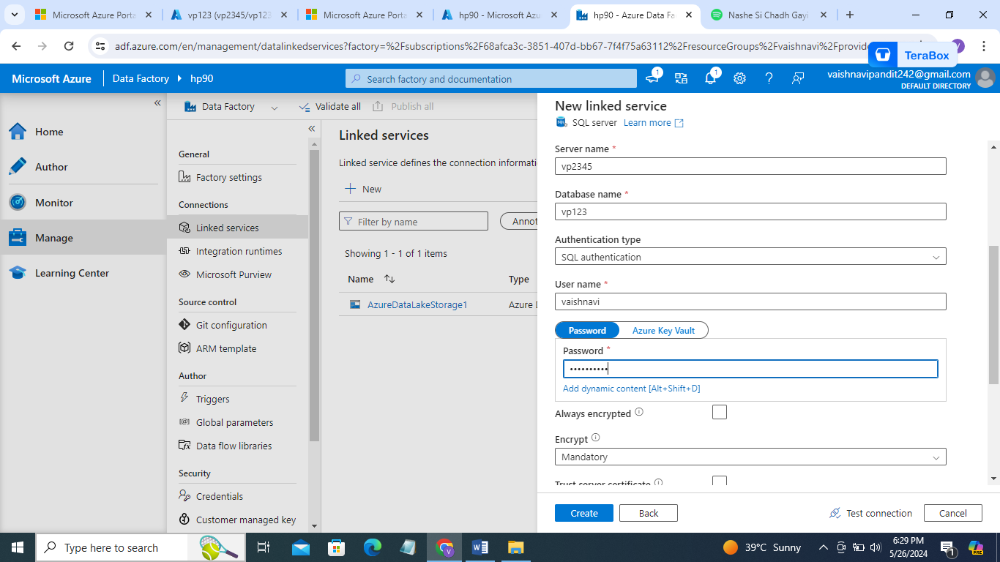 Microsoft Azure Porta
vp123 (vp2345/vp123
Microsoft Azure Porta
hp90 - Microsoft Azu
hp90 - Azure Data Fa
Nashe Si Chadh Gayi
adf.azure.com/en/management/datalinkedservices?factory=%2Fsubscriptions%2F68afca3c-3851-407d-bb67-7f4f75a63112%2FresourceGroups%2Fvaishnavi%2Fprovide
TeraBox
Microsoft Azure
Data Factory
hp90
Search factory and documentation
1
1
vaishnavipandit242@gmail.com
DEFAULT DIRECTORY
Home
Author
Monitor
Manage
Learning Center
Data Factory
Validate all
Publish all
General
Factory settings
Connections
Linked services
Integration runtimes
Microsoft Purview
Source control
Git configuration
ARM template
Author
Triggers
Global parameters
Data flow libraries
Security
Credentials
Customer managed key
Linked services
Linked service defines the connection informati
New
Filter by name
Annot
Showing 1 - 1 of 1 items
Name
Type
AzureDataLakeStorage1
Azure D
New linked service
SQL server
Learn more
Server name *
vp2345
Database name *
vp123
Authentication type
SQL authentication
User name *
vaishnavi
Password
Azure Key Vault
Password *
••••••••••
Add dynamic content [Alt+Shift+D]
Always encrypted
Encrypt
Mandatory
Trust server certificate
Create
Back
Test connection
Cancel
Type here to search
39°C Sunny
6:29 PM
5/26/2024
1
PRE